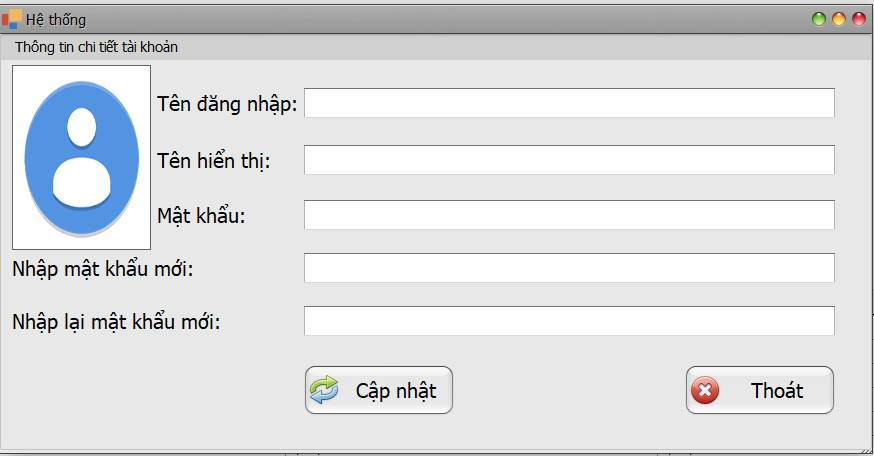 Hệ thống
Thông tin chi tiết tài khoản
Tên đăng nhập:
Tên hiển thị:
Mật khẩu:
Nhập mật khẩu mới:
Nhập lại mật khẩu mới:
Cập nhật
Thoát